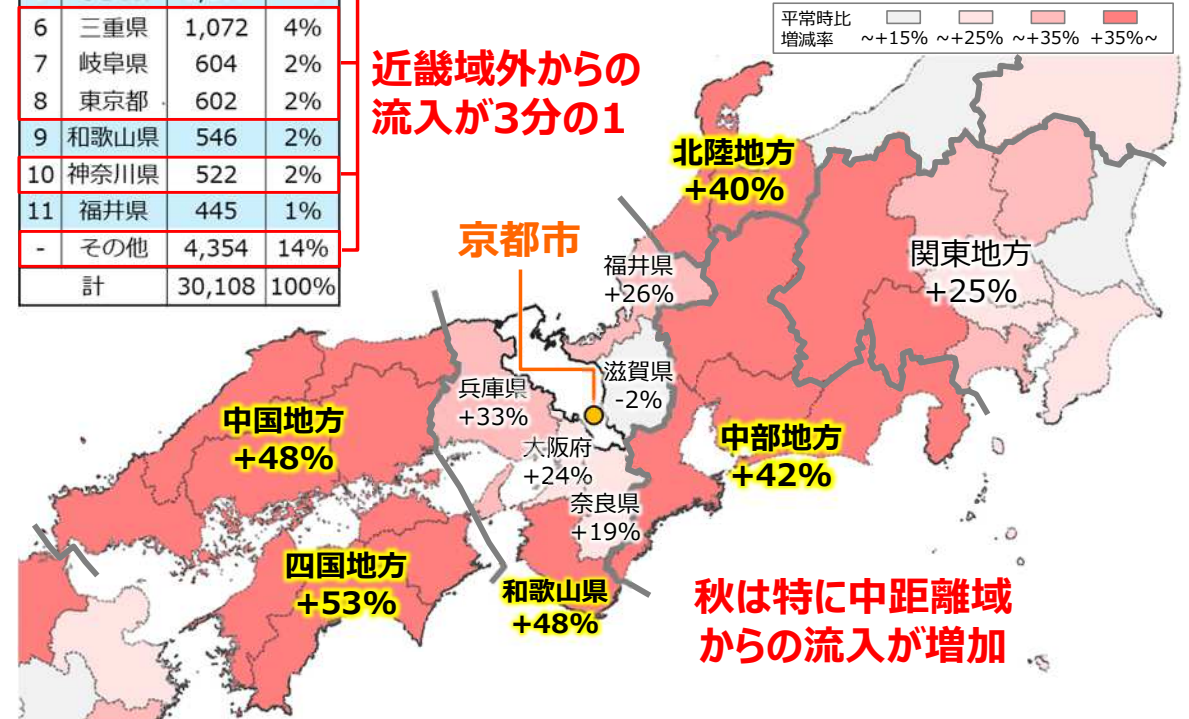 6 三重県 1,072 4%
7 岐阜県 604 2%
8 東京都 602 2%
9 和歌山県 546 2%
10 神奈川県 522 2%
11 福井県 445 1%
- その他 4,354 14%
計 30,108 100%
近畿域外からの
流入が3分の1
平常時比
増減率 ~+15% ~+25% ~+35% +35%~
北陸地方
+40%
京都市
福井県
+26%
関東地方
+25%
滋賀県
-2%
兵庫県
+33%
中国地方
+48%
大阪府
+24%
中部地方
+42%
奈良県
+19%
四国地方
+53%
和歌山県
+48%
秋は特に中距離域
からの流入が増加